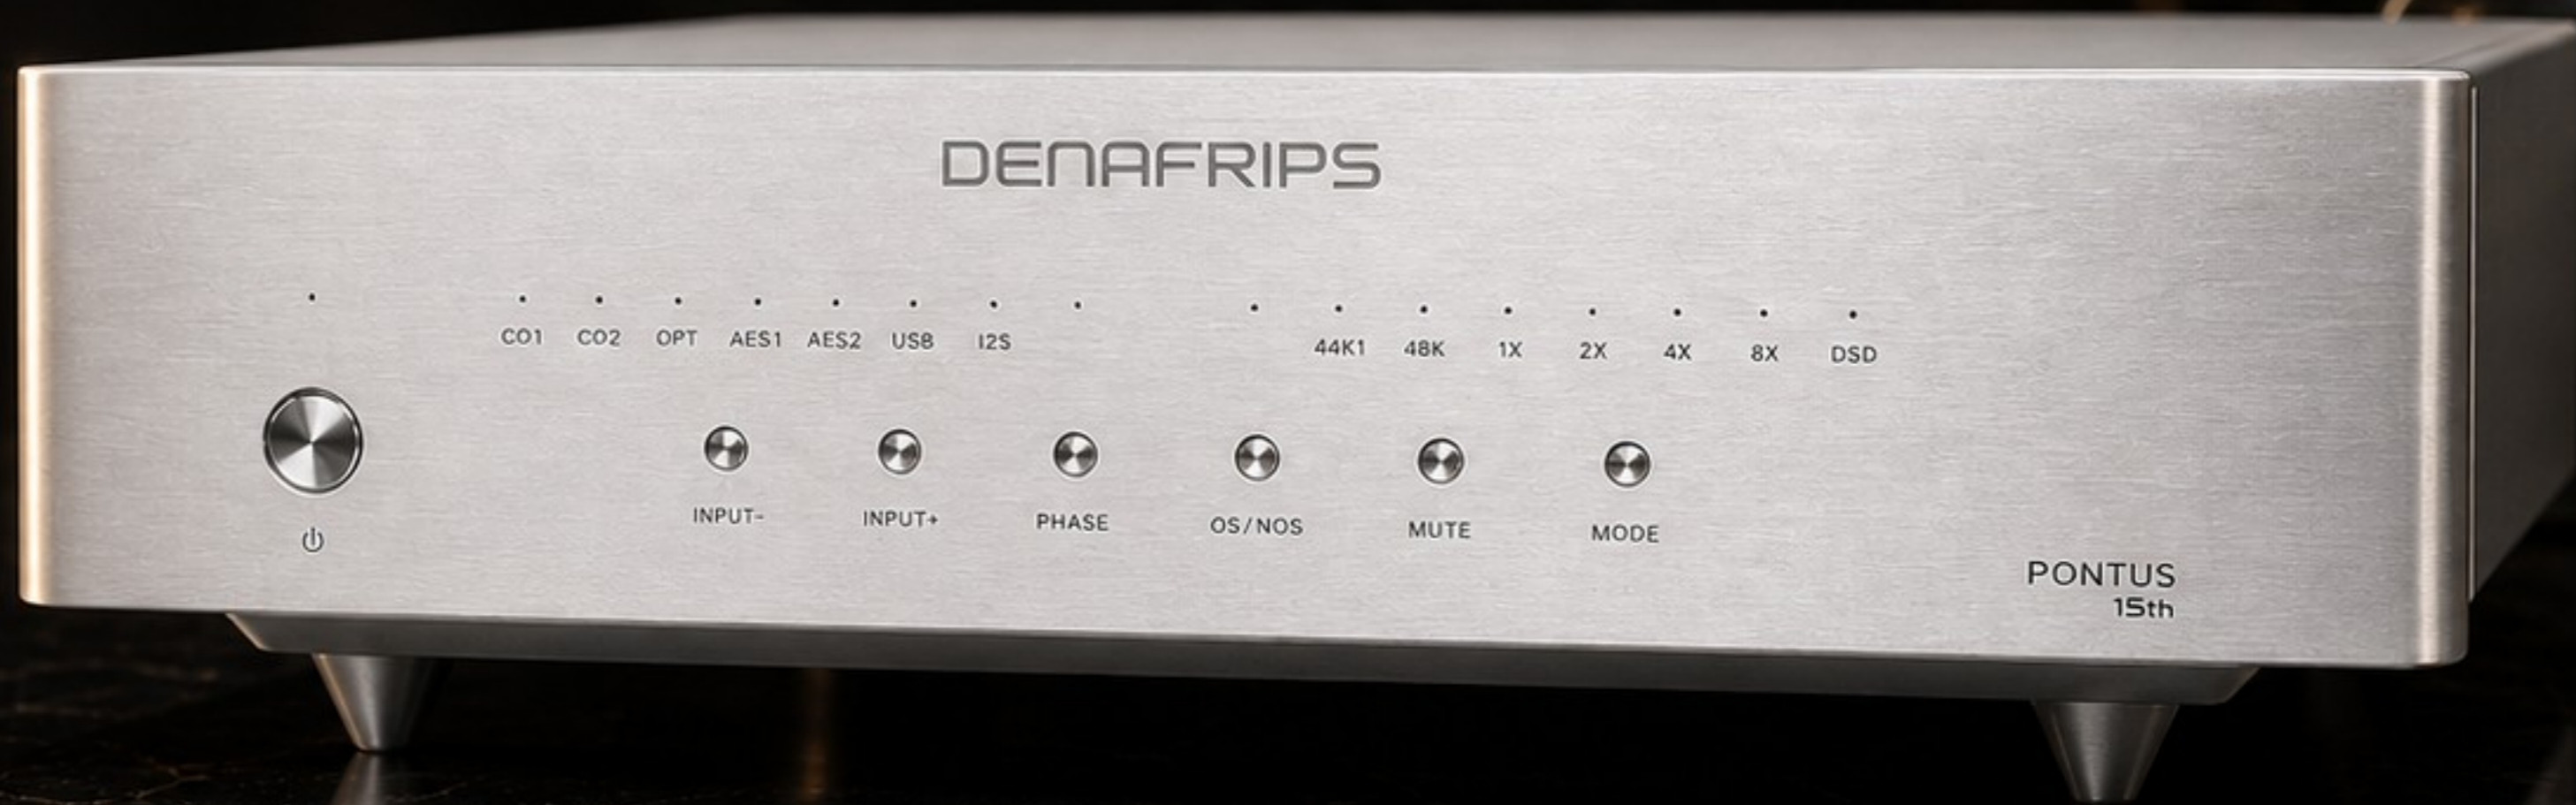 DENAFRIPS
CO1 CO2 OPT AES1 AES2 USB I2S 44K1 48K 1X 2X 4X 8X DSD
INPUT- INPUT+ PHASE OS/NOS MUTE MODE
PONTUS
15th